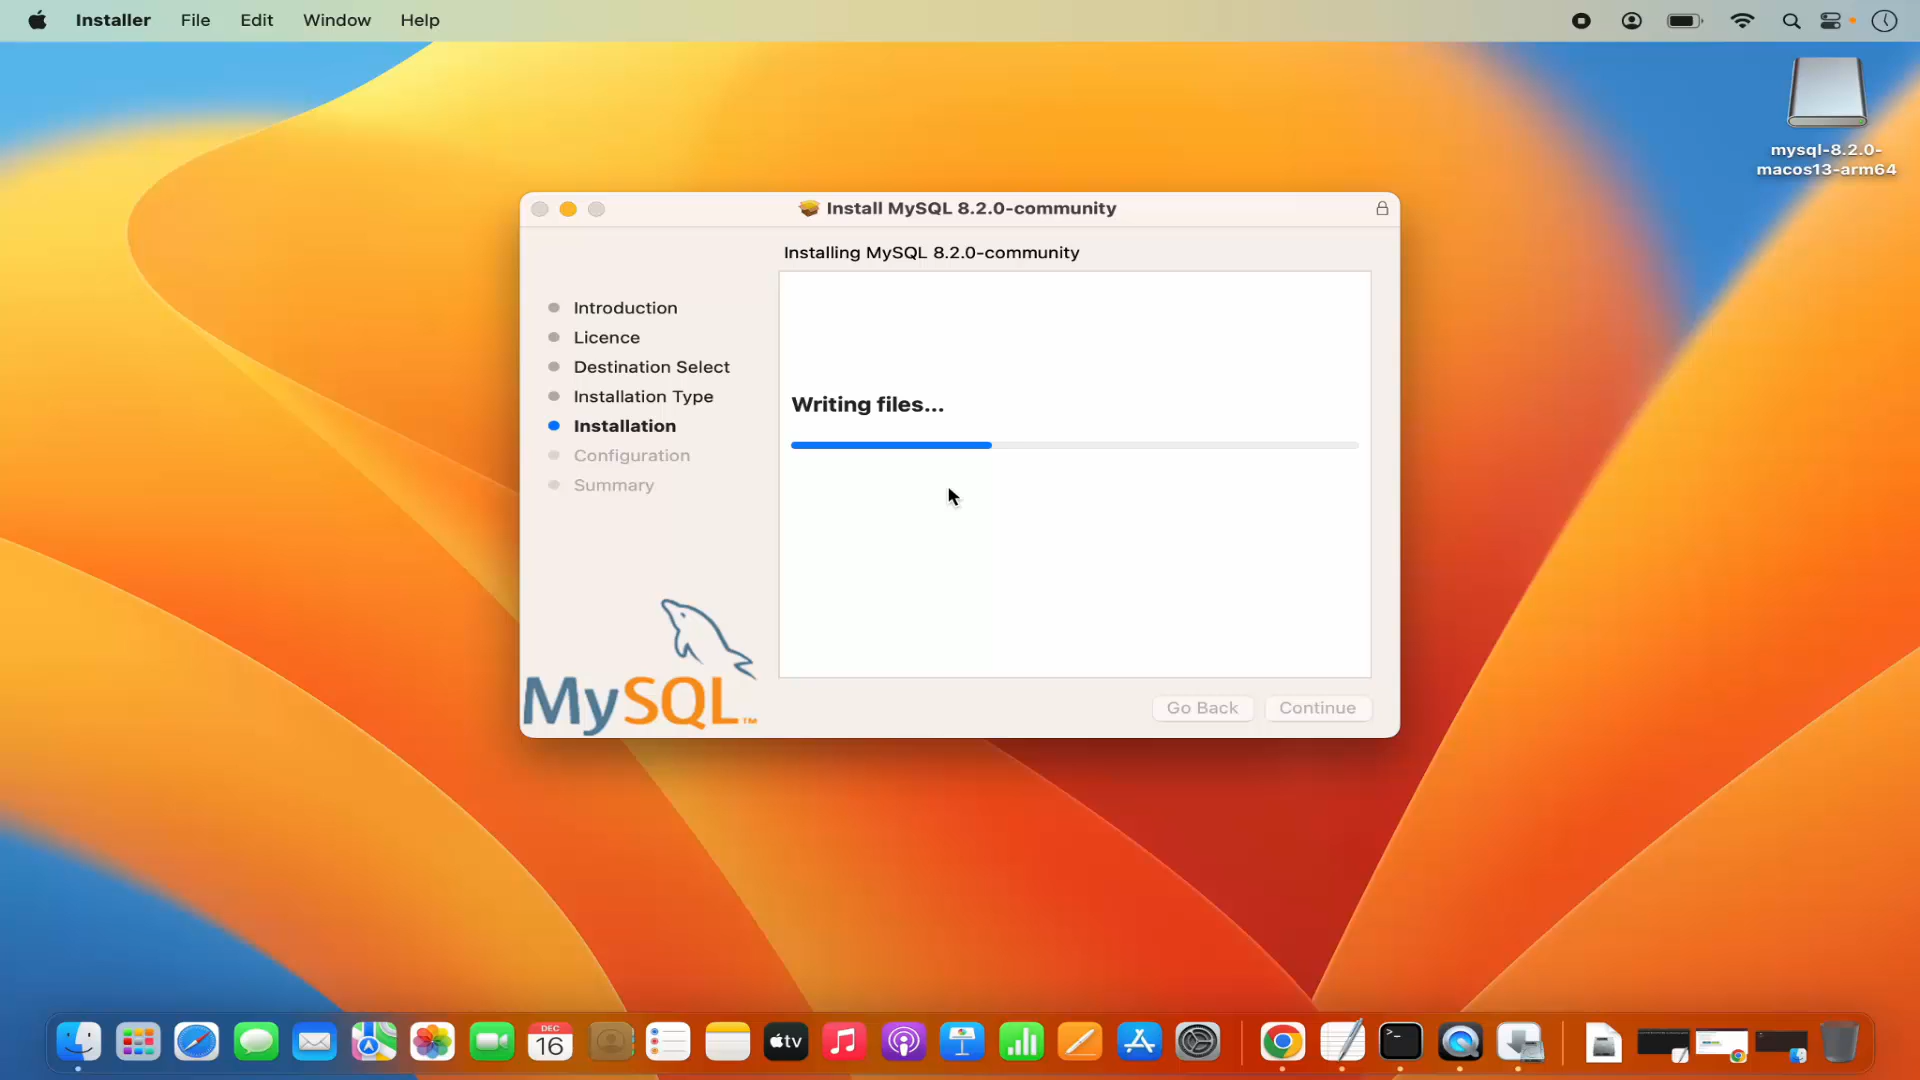 Installer File Edit Window Help
mysql-8.2.0-
macos13-arm64
Install MySQL 8.2.0-community
Installing MySQL 8.2.0-community
Introduction
Licence
Destination Select
Installation Type
Installation
Configuration
Summary
Writing files...
MySQL™
Go Back Continue
DEC
16
tv